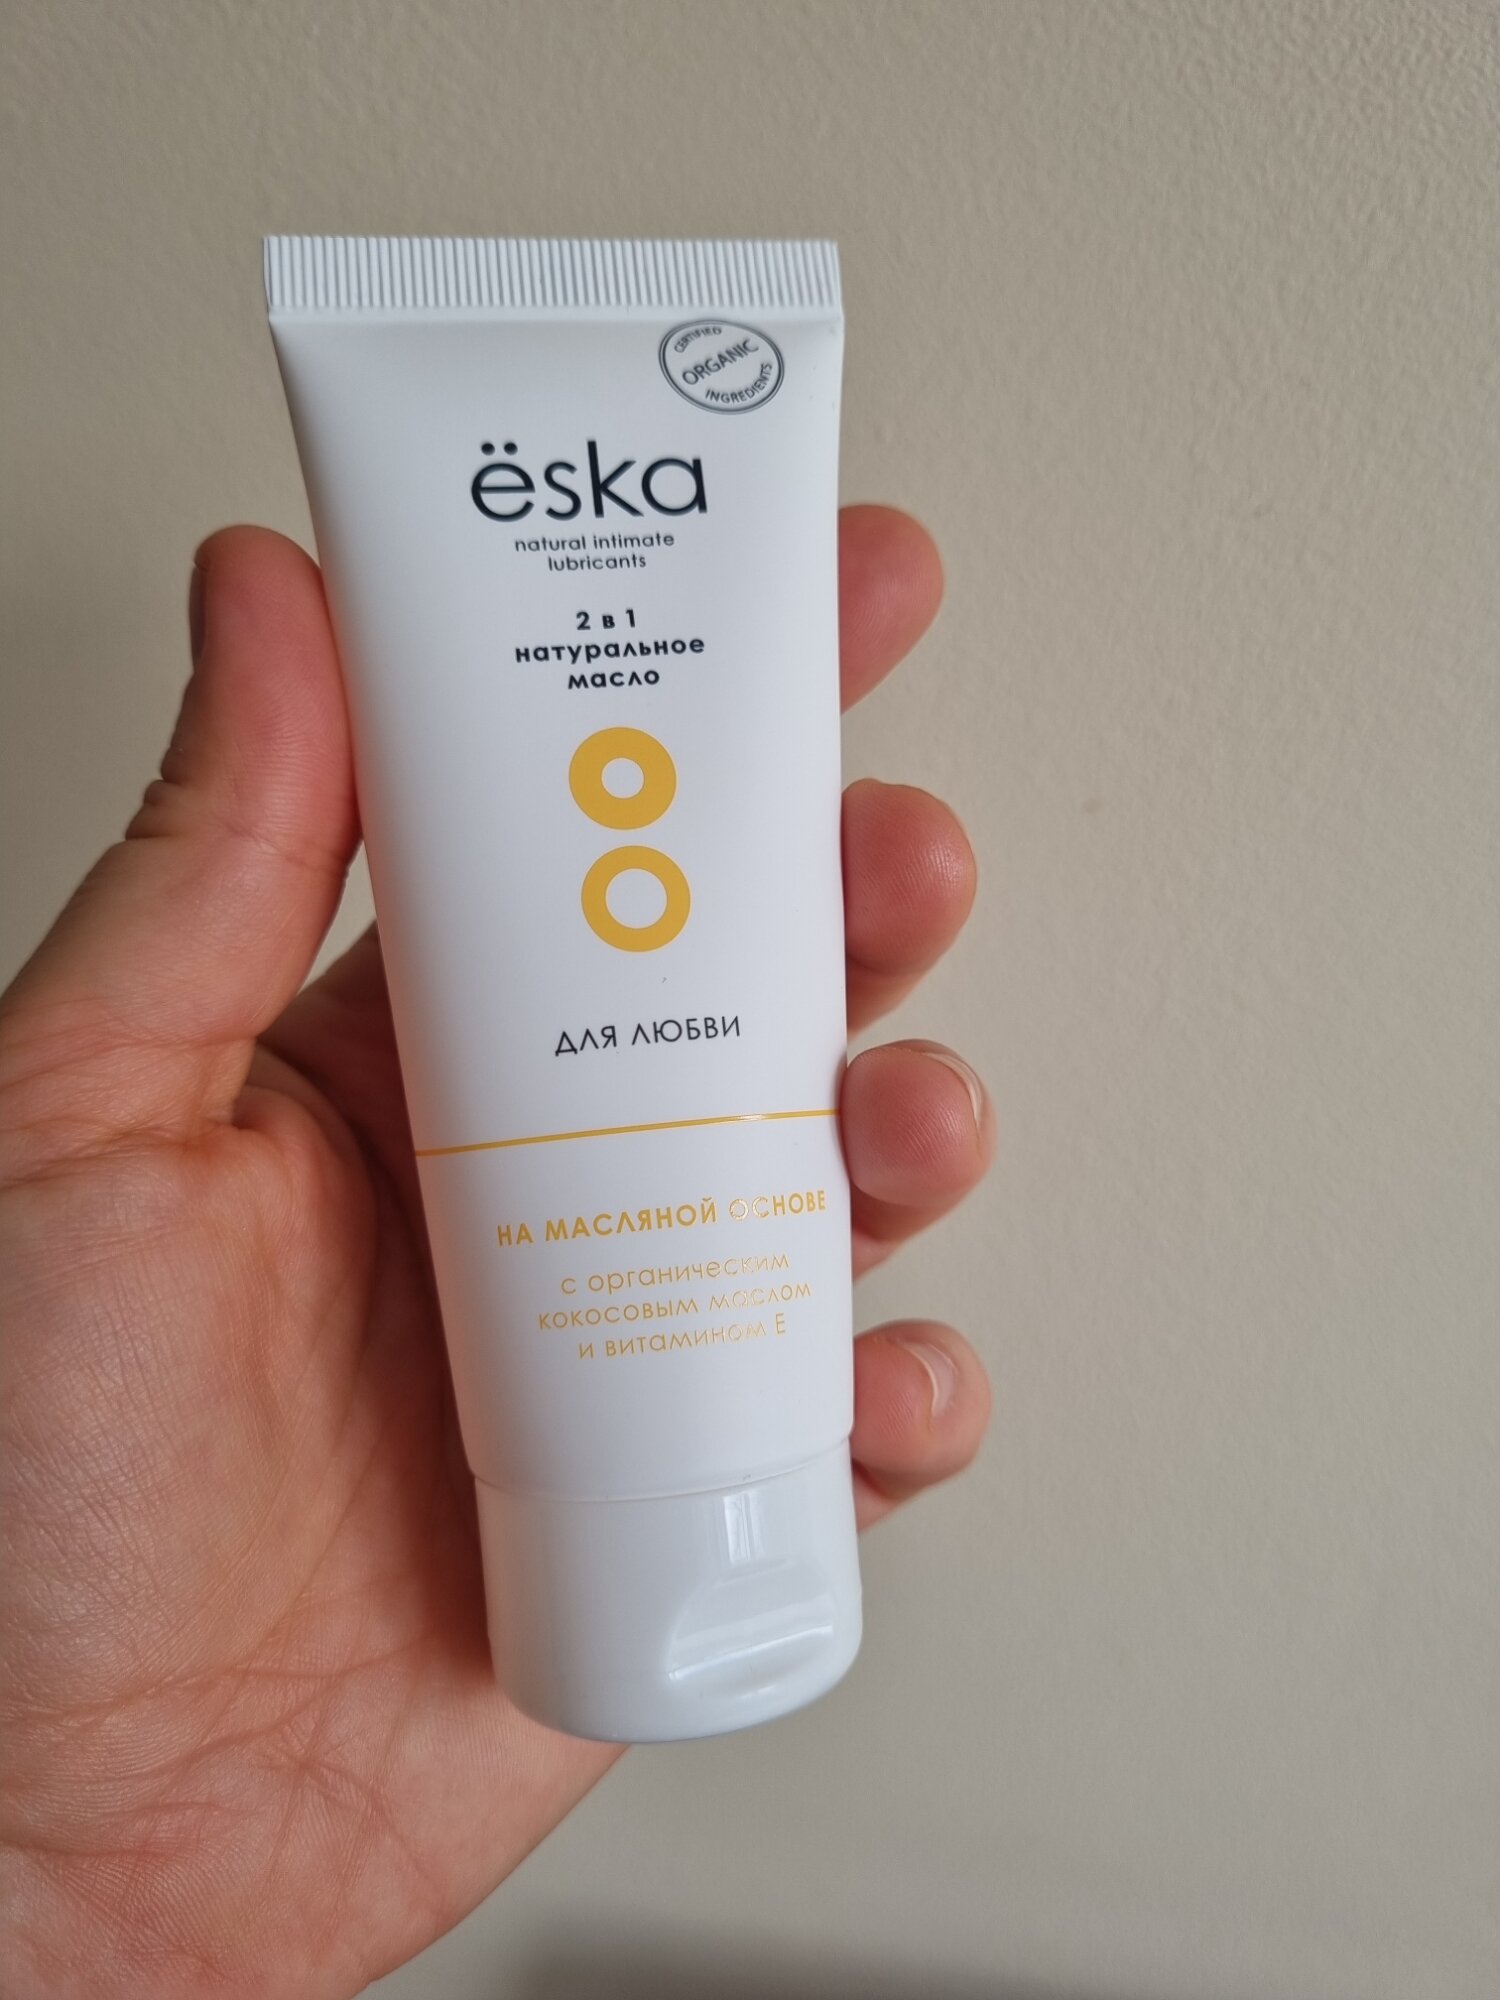 CERTIFIED
ORGANIC
INGREDIENTS
ëska
natural intimate
lubricants
2 в 1
натуральное
масло
ДЛЯ ЛЮБВИ
НА МАСЛЯНОЙ ОСНОВЕ
с органическим
кокосовым маслом
и витамином Е